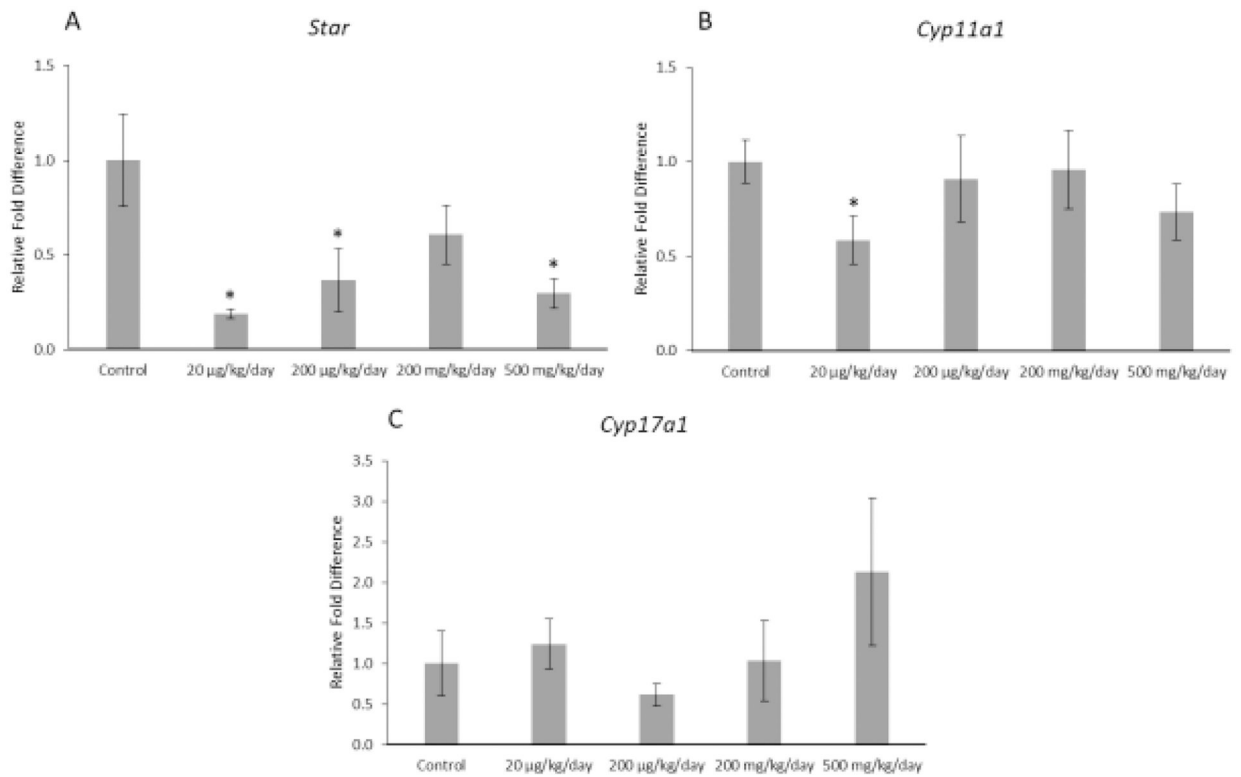 A
Star
Relative Fold Difference
1.5
1.0
0.5
0.0
*
*
*
Control 20 µg/kg/day 200 µg/kg/day 200 mg/kg/day 500 mg/kg/day
B
Cyp11a1
Relative Fold Difference
1.5
1.0
0.5
0.0
*
Control 20 µg/kg/day 200 µg/kg/day 200 mg/kg/day 500 mg/kg/day
C
Cyp17a1
Relative Fold Difference
3.5
3.0
2.5
2.0
1.5
1.0
0.5
0.0
Control 20 µg/kg/day 200 µg/kg/day 200 mg/kg/day 500 mg/kg/day